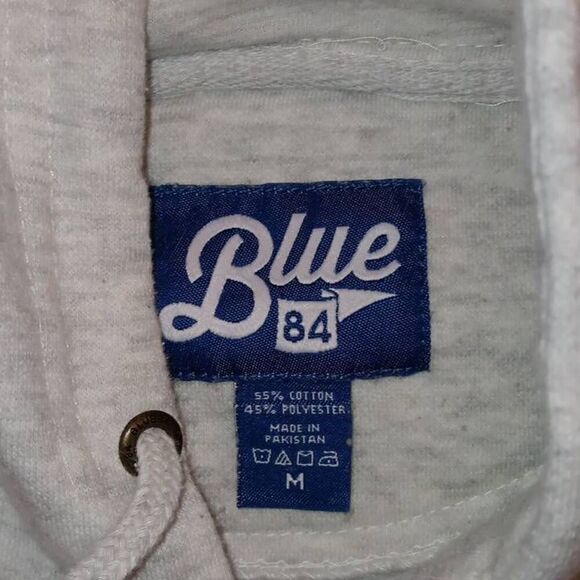 Blue
84
55% COTTON
45% POLYESTER
MADE IN
PAKISTAN
M